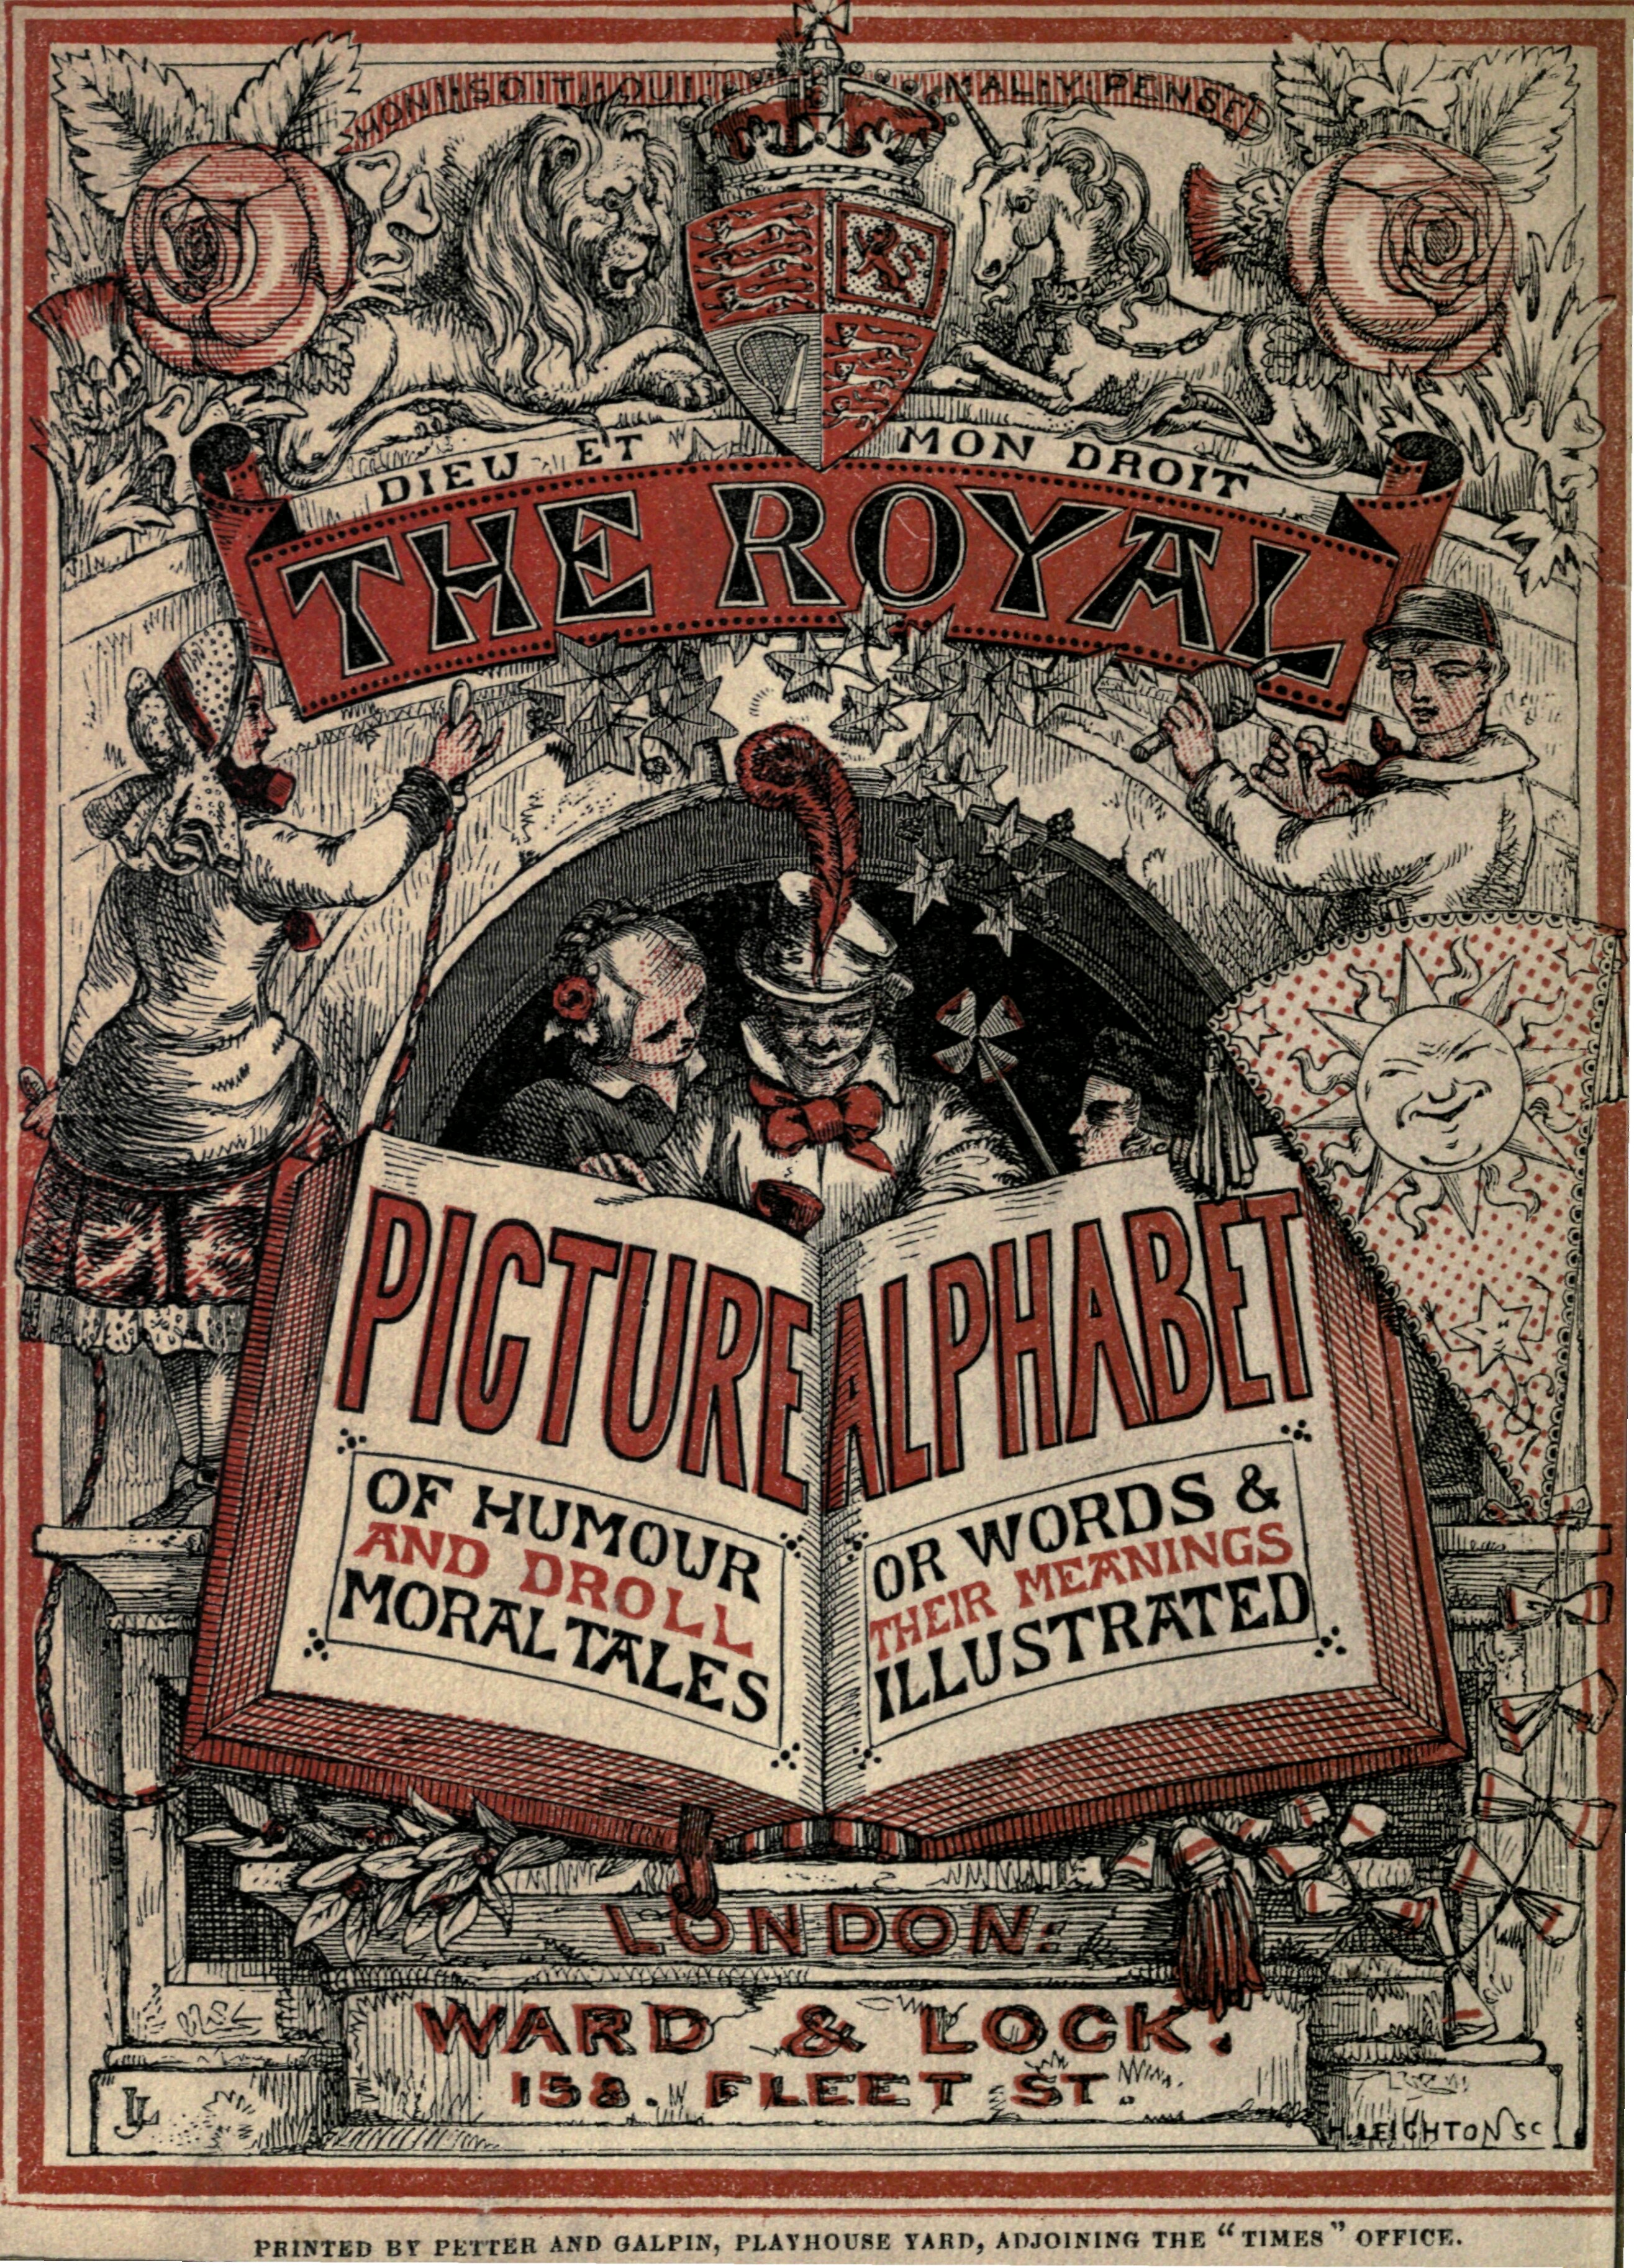 HONI SOIT QUI MAL Y PENSE
DIEU ET MON DROIT
THE ROYAL
PICTURE ALPHABET
OF HUMOUR
AND DROLL
MORAL TALES
OR WORDS &
THEIR MEANINGS
ILLUSTRATED
LONDON:
WARD & LOCK.
158. FLEET ST.
JL
H. LEIGHTON SC
PRINTED BY PETTER AND GALPIN, PLAYHOUSE YARD, ADJOINING THE "TIMES" OFFICE.